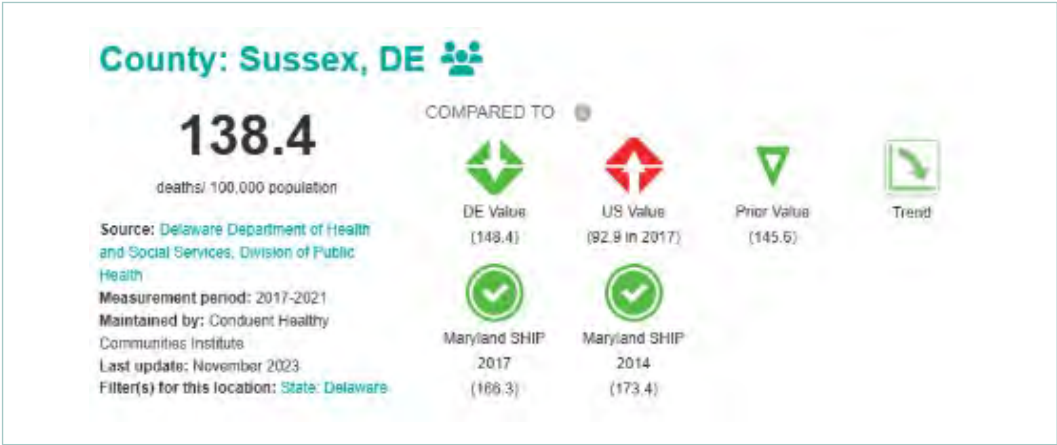 County: Sussex, DE
138.4
deaths/ 100,000 population
Source: Delaware Department of Health
and Social Services, Division of Public
Health
Measurement period: 2017-2021
Maintained by: Conduent Healthy
Communities Institute
Last update: November 2023
Filter(s) for this location: State: Delaware
COMPARED TO
DE Value
(148.4)
US Value
(92.9 in 2017)
Prior Value
(145.6)
Trend
Maryland SHIP
2017
(166.3)
Maryland SHIP
2014
(173.4)